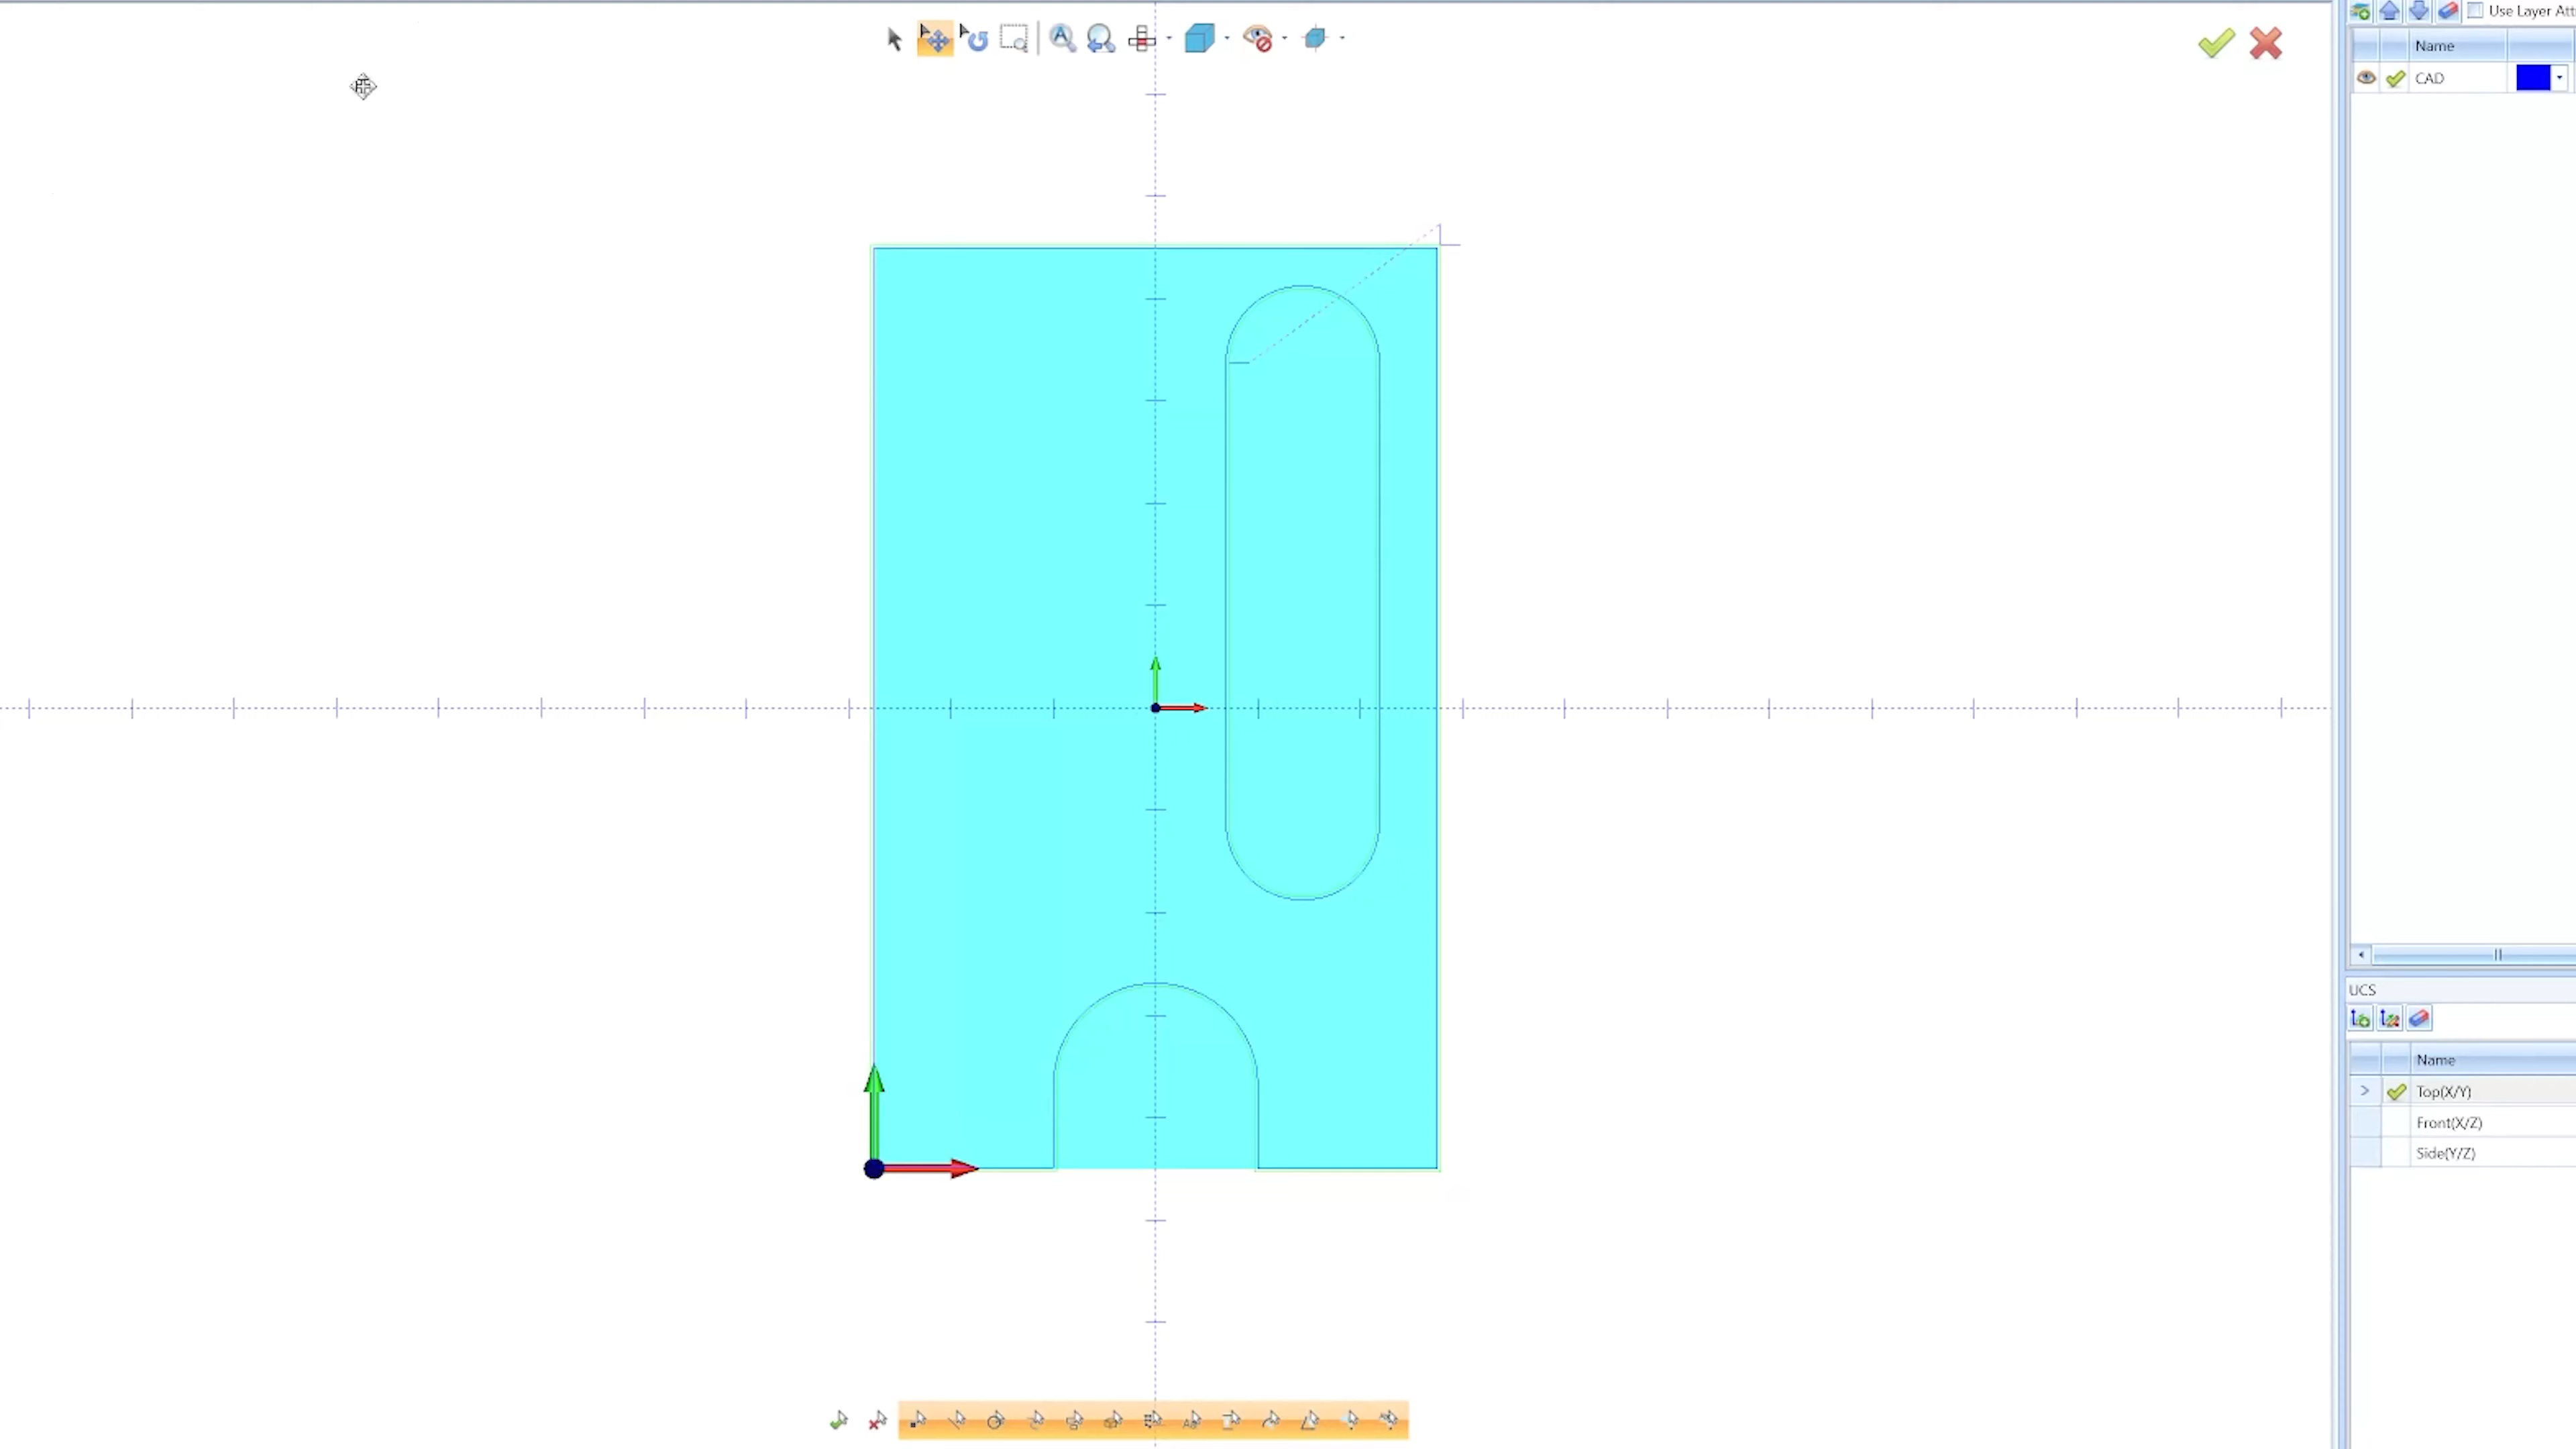 Use Layer Att
Name
CAD
UCS
Name
Top(X/Y)
Front(X/Z)
Side(Y/Z)